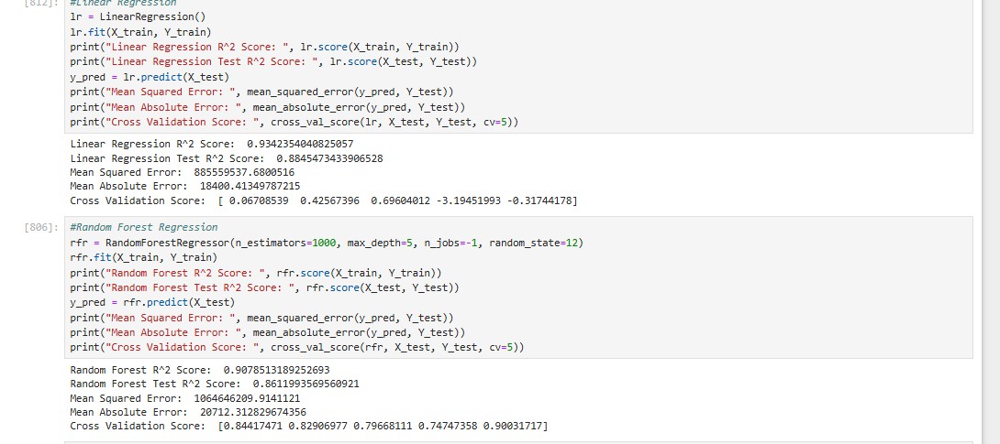 [812]: #Linear Regression
lr = LinearRegression()
lr.fit(X_train, Y_train)
print("Linear Regression R^2 Score: ", lr.score(X_train, Y_train))
print("Linear Regression Test R^2 Score: ", lr.score(X_test, Y_test))
y_pred = lr.predict(X_test)
print("Mean Squared Error: ", mean_squared_error(y_pred, Y_test))
print("Mean Absolute Error: ", mean_absolute_error(y_pred, Y_test))
print("Cross Validation Score: ", cross_val_score(lr, X_test, Y_test, cv=5))
Linear Regression R^2 Score:  0.9342354040825057
Linear Regression Test R^2 Score:  0.8845473433906528
Mean Squared Error:  885559537.6800516
Mean Absolute Error:  18400.41349787215
Cross Validation Score:  [ 0.06708539  0.42567396  0.69604012 -3.19451993 -0.31744178]
[806]: #Random Forest Regression
rfr = RandomForestRegressor(n_estimators=1000, max_depth=5, n_jobs=-1, random_state=12)
rfr.fit(X_train, Y_train)
print("Random Forest R^2 Score: ", rfr.score(X_train, Y_train))
print("Random Forest Test R^2 Score: ", rfr.score(X_test, Y_test))
y_pred = rfr.predict(X_test)
print("Mean Squared Error: ", mean_squared_error(y_pred, Y_test))
print("Mean Absolute Error: ", mean_absolute_error(y_pred, Y_test))
print("Cross Validation Score: ", cross_val_score(rfr, X_test, Y_test, cv=5))
Random Forest R^2 Score:  0.9078513189252693
Random Forest Test R^2 Score:  0.8611993569560921
Mean Squared Error:  1064646209.9141121
Mean Absolute Error:  20712.312829674356
Cross Validation Score:  [0.84417471 0.82906977 0.79668111 0.74747358 0.90031717]